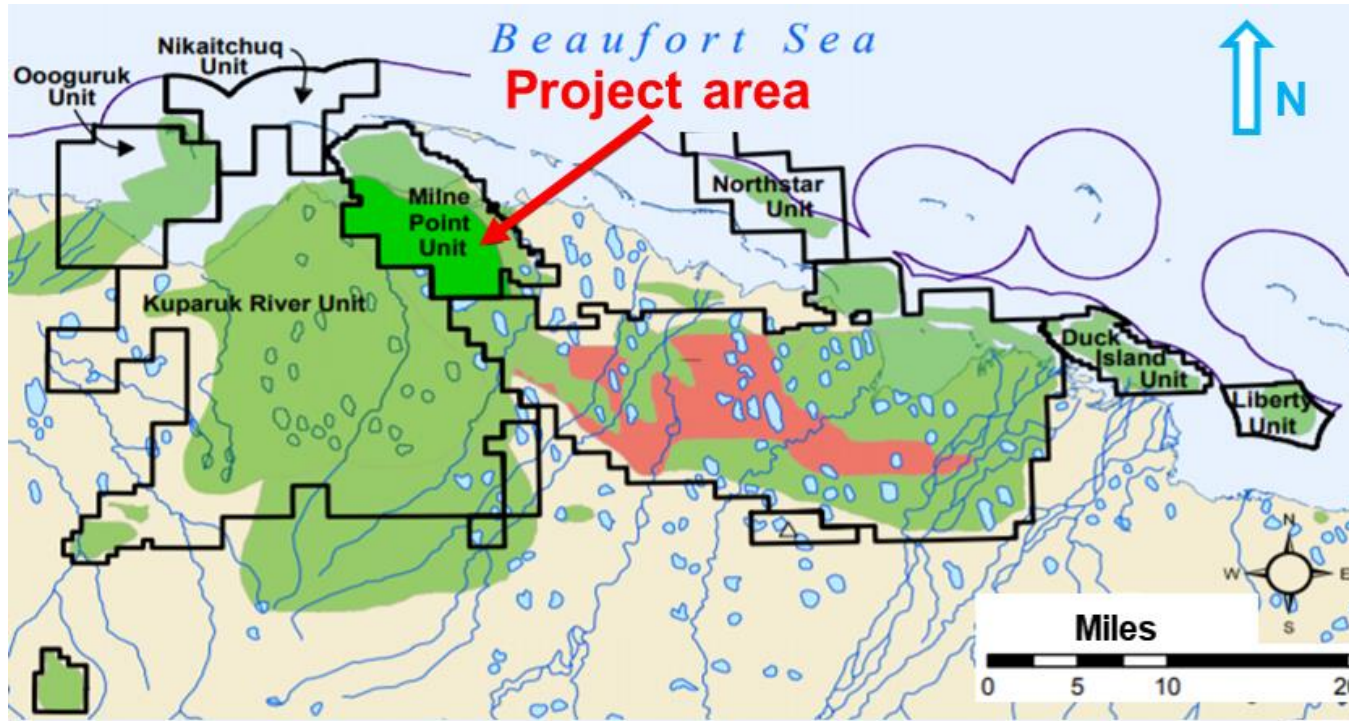 Beaufort Sea
Nikaitchuq
Unit
Oooguruk
Unit
Project area
N
Northstar
Unit
Milne
Point
Unit
Kuparuk River Unit
Duck
Island
Unit
Liberty
Unit
N
W E
S
Miles
0 5 10 20